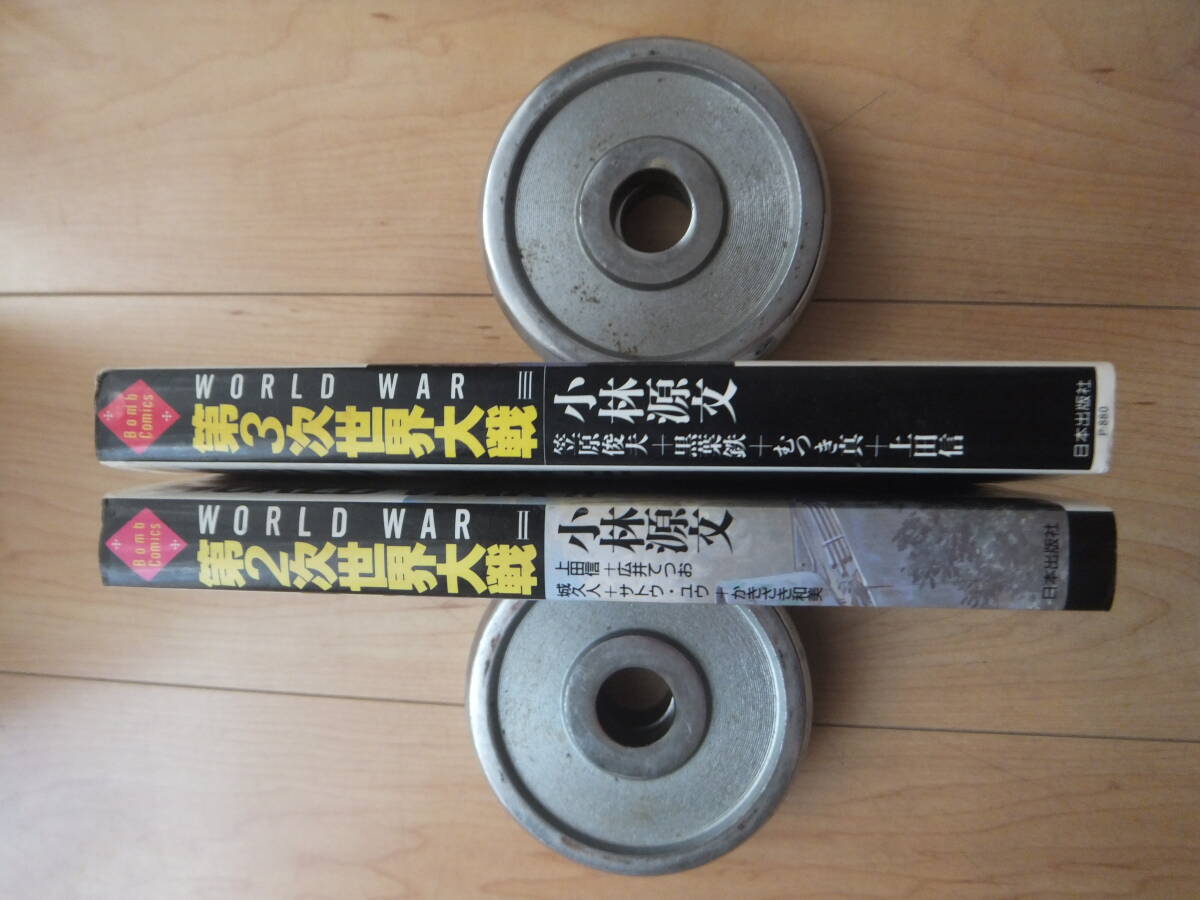 Bomb
Comics
WORLD WAR III
第3次世界大戦
小林源文
笠原俊夫+黒葉鉄+むつき真+上田信
日本出版社
P-880
Bomb
Comics
WORLD WAR II
第2次世界大戦
小林源文
上田信+仏井てつお
城久人+サトウ・ユウ+かきざき和美
日本出版社